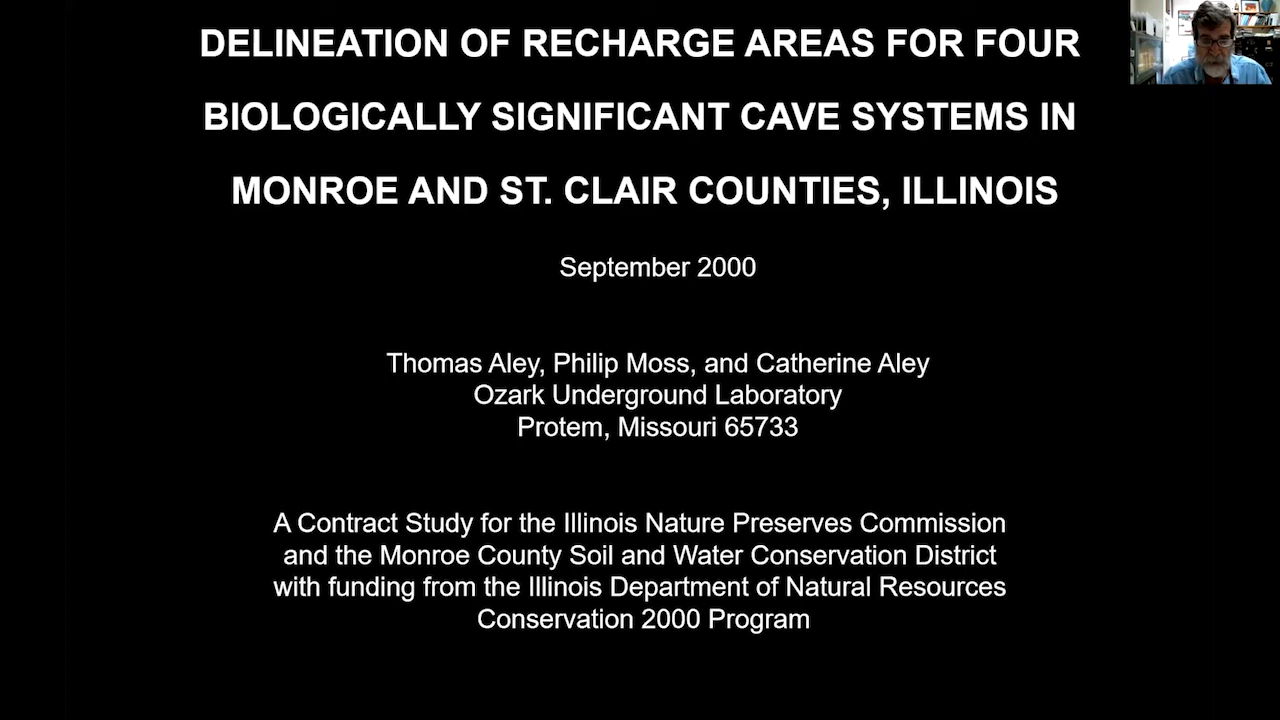 DELINEATION OF RECHARGE AREAS FOR FOUR
BIOLOGICALLY SIGNIFICANT CAVE SYSTEMS IN
MONROE AND ST. CLAIR COUNTIES, ILLINOIS
September 2000
Thomas Aley, Philip Moss, and Catherine Aley
Ozark Underground Laboratory
Protem, Missouri 65733
A Contract Study for the Illinois Nature Preserves Commission
and the Monroe County Soil and Water Conservation District
with funding from the Illinois Department of Natural Resources
Conservation 2000 Program